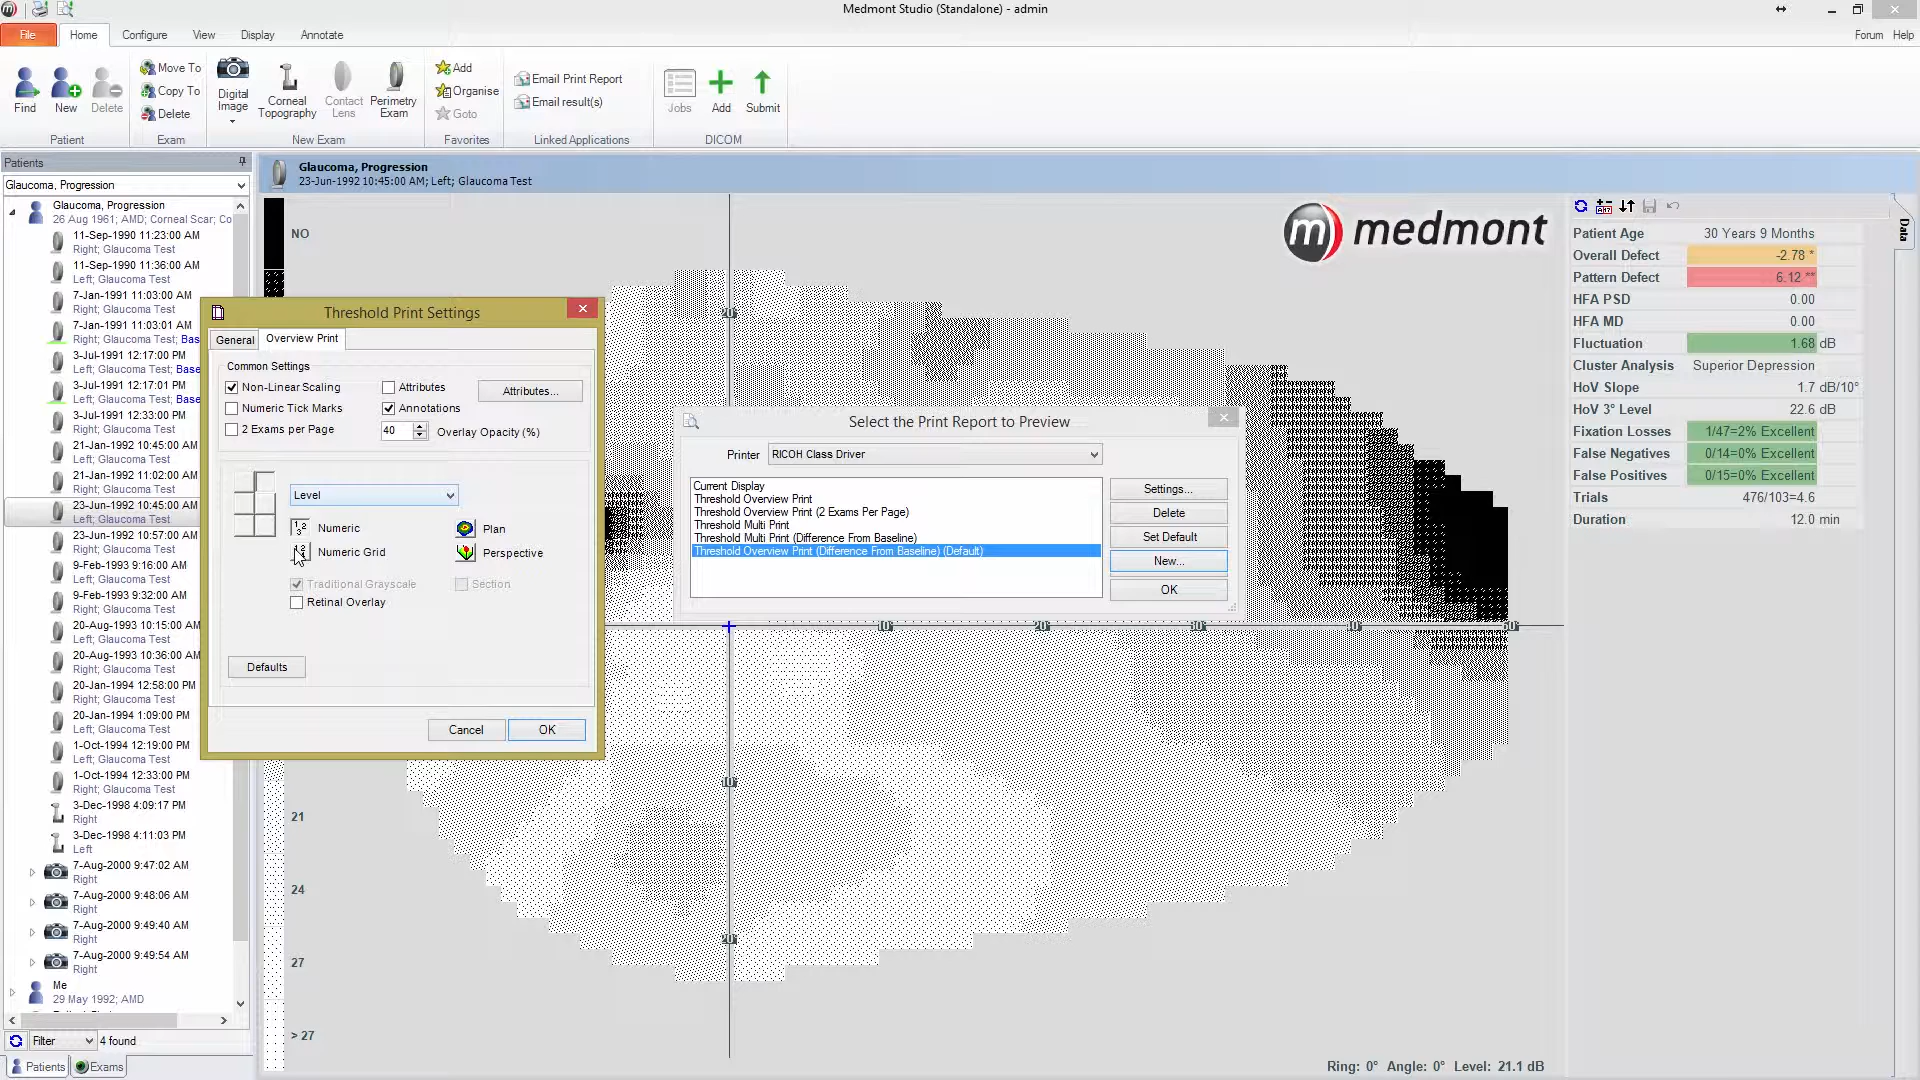 Medmont Studio (Standalone) - admin
File Home Configure View Display Annotate Forum Help
Find New Delete
Move To
Copy To
Delete
Digital Image
Corneal Topography
Contact Lens
Perimetry Exam
Add
Organise
Goto
Email Print Report
Email result(s)
Jobs Add Submit
Patient Exam New Exam Favorites Linked Applications DICOM
Patients
Glaucoma, Progression
Glaucoma, Progression
26 Aug 1961; AMD; Corneal Scar; Co
11-Sep-1990 11:23:00 AM
Right; Glaucoma Test
11-Sep-1990 11:36:00 AM
Left; Glaucoma Test
7-Jan-1991 11:03:00 AM
Right; Glaucoma Test
7-Jan-1991 11:03:01 AM
Right; Glaucoma Test; Bas
3-Jul-1991 12:17:00 PM
Left; Glaucoma Test; Base
3-Jul-1991 12:17:01 PM
Left; Glaucoma Test; Base
3-Jul-1991 12:33:00 PM
Right; Glaucoma Test
21-Jan-1992 10:45:00 AM
Left; Glaucoma Test
21-Jan-1992 11:02:00 AM
Right; Glaucoma Test
23-Jun-1992 10:45:00 AM
Left; Glaucoma Test
23-Jun-1992 10:57:00 AM
Right; Glaucoma Test
9-Feb-1993 9:16:00 AM
Left; Glaucoma Test
9-Feb-1993 9:32:00 AM
Right; Glaucoma Test
20-Aug-1993 10:15:00 AM
Left; Glaucoma Test
20-Aug-1993 10:36:00 AM
Right; Glaucoma Test
20-Jan-1994 12:58:00 PM
Right; Glaucoma Test
20-Jan-1994 1:09:00 PM
Left; Glaucoma Test
1-Oct-1994 12:19:00 PM
Left; Glaucoma Test
1-Oct-1994 12:33:00 PM
Right; Glaucoma Test
3-Dec-1998 4:09:17 PM
Right
3-Dec-1998 4:11:03 PM
Left
7-Aug-2000 9:47:02 AM
Right
7-Aug-2000 9:48:06 AM
Right
7-Aug-2000 9:49:40 AM
Right
7-Aug-2000 9:49:54 AM
Right
Me
29 May 1992; AMD
Filter 4 found
Patients Exams
Glaucoma, Progression
23-Jun-1992 10:45:00 AM; Left; Glaucoma Test
NO
21
24
27
> 27
medmont
20°
10° 20° 30° 40° 50°
10°
20°
Threshold Print Settings
General Overview Print
Common Settings
Non-Linear Scaling Attributes Attributes...
Numeric Tick Marks Annotations
2 Exams per Page 40 Overlay Opacity (%)
Level
Numeric Plan
Numeric Grid Perspective
Traditional Grayscale Section
Retinal Overlay
Defaults
Cancel OK
Select the Print Report to Preview
Printer RICOH Class Driver
Current Display
Threshold Overview Print
Threshold Overview Print (2 Exams Per Page)
Threshold Multi Print
Threshold Multi Print (Difference From Baseline)
Threshold Overview Print (Difference From Baseline) (Default)
Settings...
Delete
Set Default
New...
OK
Data
Patient Age 30 Years 9 Months
Overall Defect -2.78 *
Pattern Defect 6.12 **
HFA PSD 0.00
HFA MD 0.00
Fluctuation 1.68 dB
Cluster Analysis Superior Depression
HoV Slope 1.7 dB/10°
HoV 3° Level 22.6 dB
Fixation Losses 1/47=2% Excellent
False Negatives 0/14=0% Excellent
False Positives 0/15=0% Excellent
Trials 476/103=4.6
Duration 12.0 min
Ring: 0° Angle: 0° Level: 21.1 dB